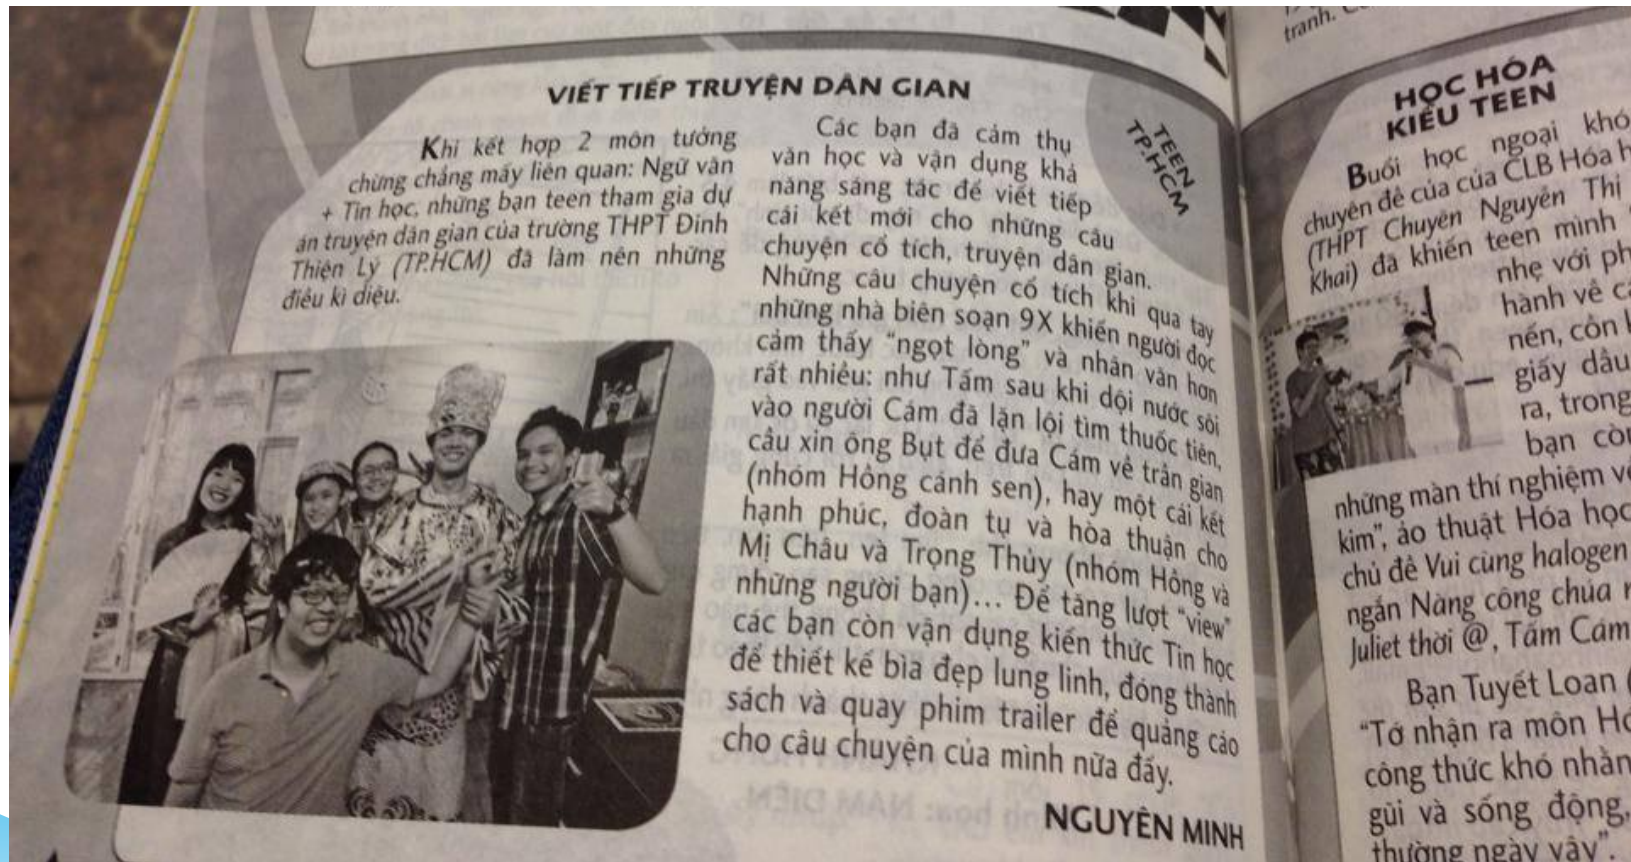 VIẾT TIẾP TRUYỆN DÂN GIAN
Khi kết hợp 2 môn tưởng
chừng chẳng mấy liên quan: Ngữ văn
+ Tin học, những bạn teen tham gia dự
án truyện dân gian của trường THPT Đinh
Thiện Lý (TP.HCM) đã làm nên những
điều kì diệu.
Các bạn đã cảm thụ
văn học và vận dụng khả
năng sáng tác để viết tiếp
cái kết mới cho những câu
chuyện cổ tích, truyện dân gian.
Những câu chuyện cổ tích khi qua tay
những nhà biên soạn 9X khiến người đọc
cảm thấy “ngọt lòng” và nhân văn hơn
rất nhiều: như Tấm sau khi dội nước sôi
vào người Cám đã lặn lội tìm thuốc tiên,
cầu xin ông Bụt để đưa Cám về trần gian
(nhóm Hồng cánh sen), hay một cái kết
hạnh phúc, đoàn tụ và hòa thuận cho
Mị Châu và Trọng Thủy (nhóm Hồng và
những người bạn)... Để tăng lượt “view”
các bạn còn vận dụng kiến thức Tin học
để thiết kế bìa đẹp lung linh, đóng thành
sách và quay phim trailer để quảng cáo
cho câu chuyện của mình nữa đấy.
NGUYÊN MINH
TEEN
TP.HCM
tranh.
HỌC HÓA
KIỂU TEEN
Buổi học ngoại
chuyên đề của của CLB Hóa
(THPT Chuyên Nguyễn Thị
Khai) đã khiến teen mình
nhẹ với
hành về
nến, cồn
giấy dầu
ra, trong
bạn
những màn thí nghiệm
kim”, ảo thuật Hóa học
chủ đề Vui cùng halogen
ngắn Nàng công chúa
Juliet thời @, Tấm Cám
Bạn Tuyết Loan
“Tớ nhận ra môn
công thức khó nhằn
gũi và sống động,
thường ngày vậy”.